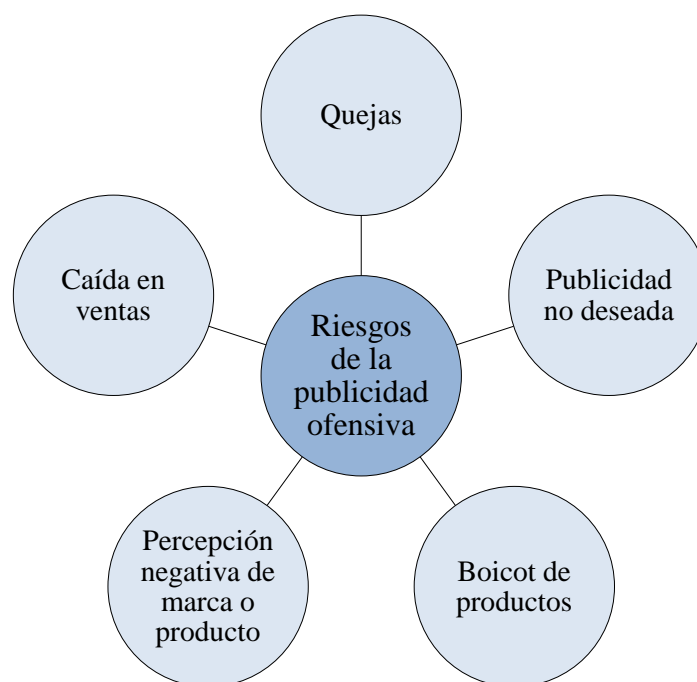 Quejas
Caída en
ventas
Publicidad
no deseada
Riesgos
de la
publicidad
ofensiva
Percepción
negativa de
marca o
producto
Boicot de
productos